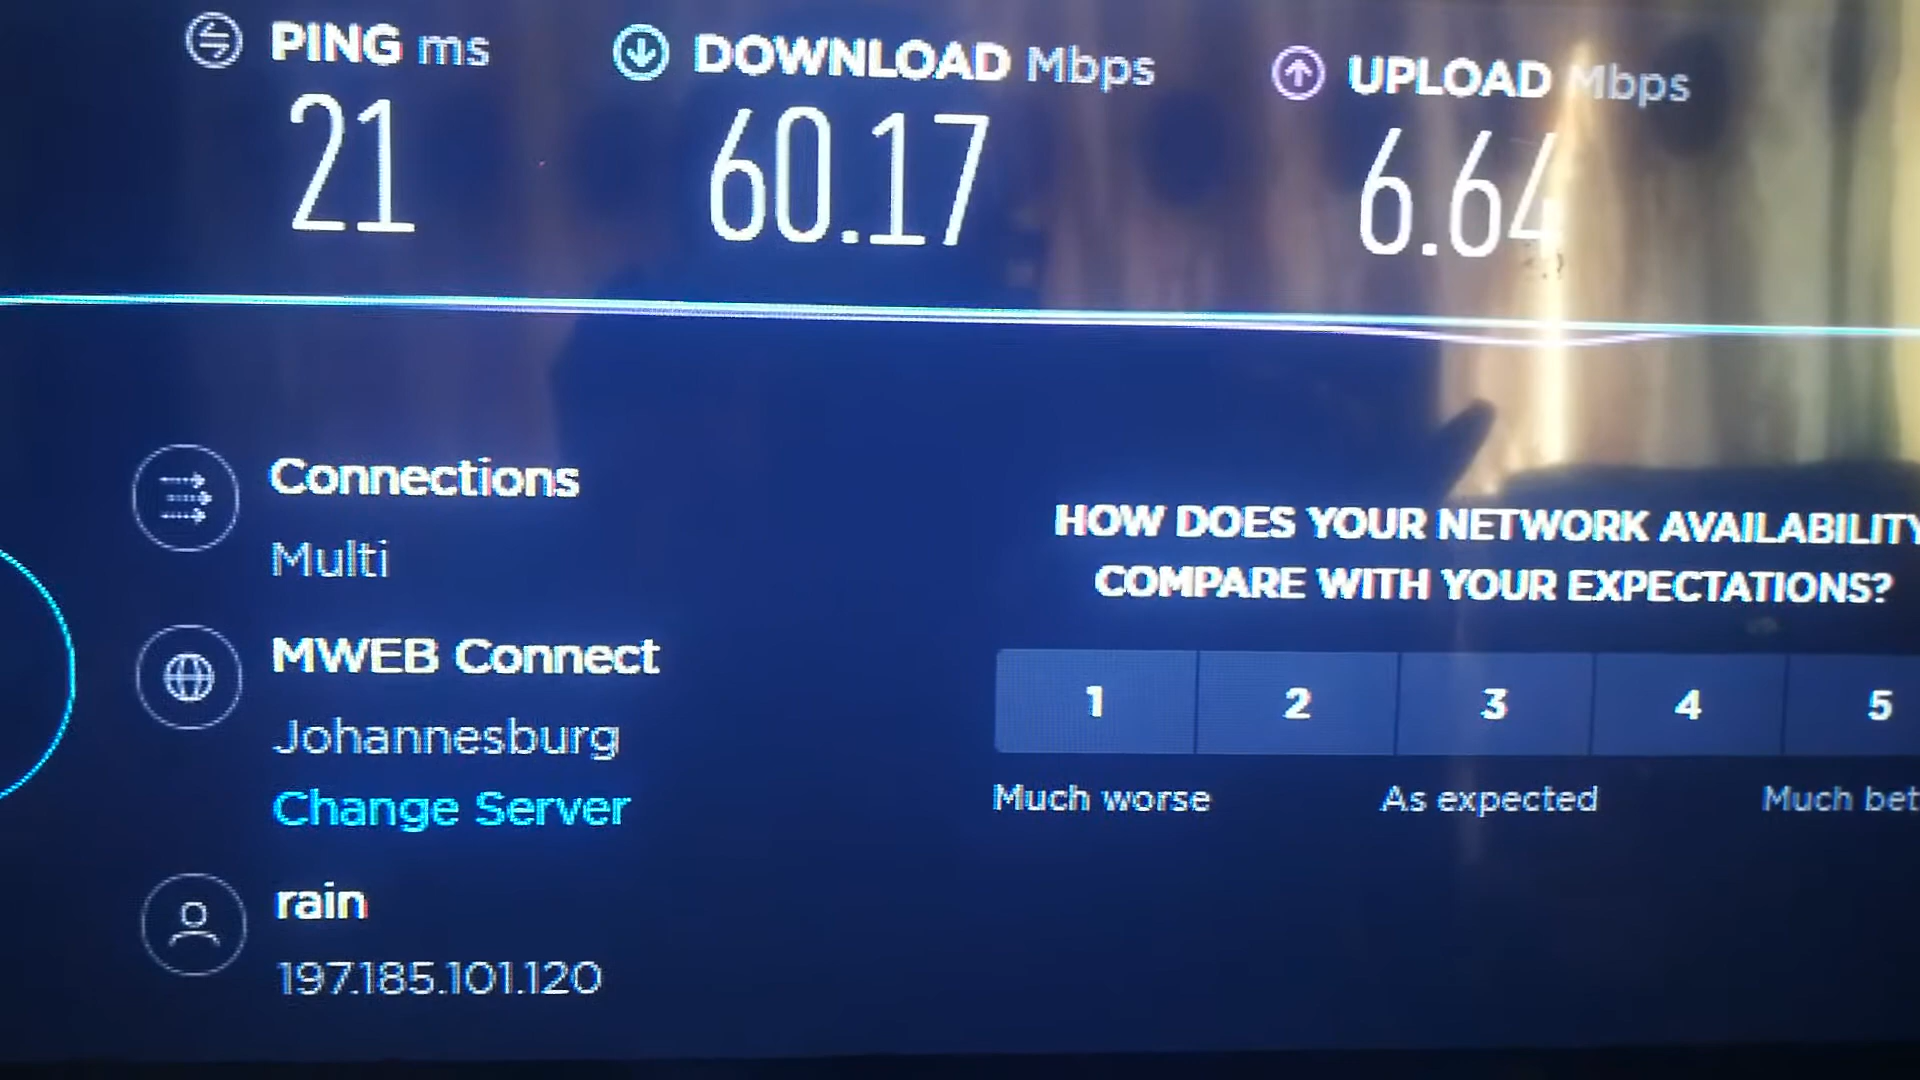 PING ms
DOWNLOAD Mbps
UPLOAD Mbps
21
60.17
6.64
Connections
Multi
MWEB Connect
Johannesburg
Change Server
rain
197.185.101.120
HOW DOES YOUR NETWORK AVAILABILITY
COMPARE WITH YOUR EXPECTATIONS?
1 2 3 4 5
Much worse
As expected
Much bet